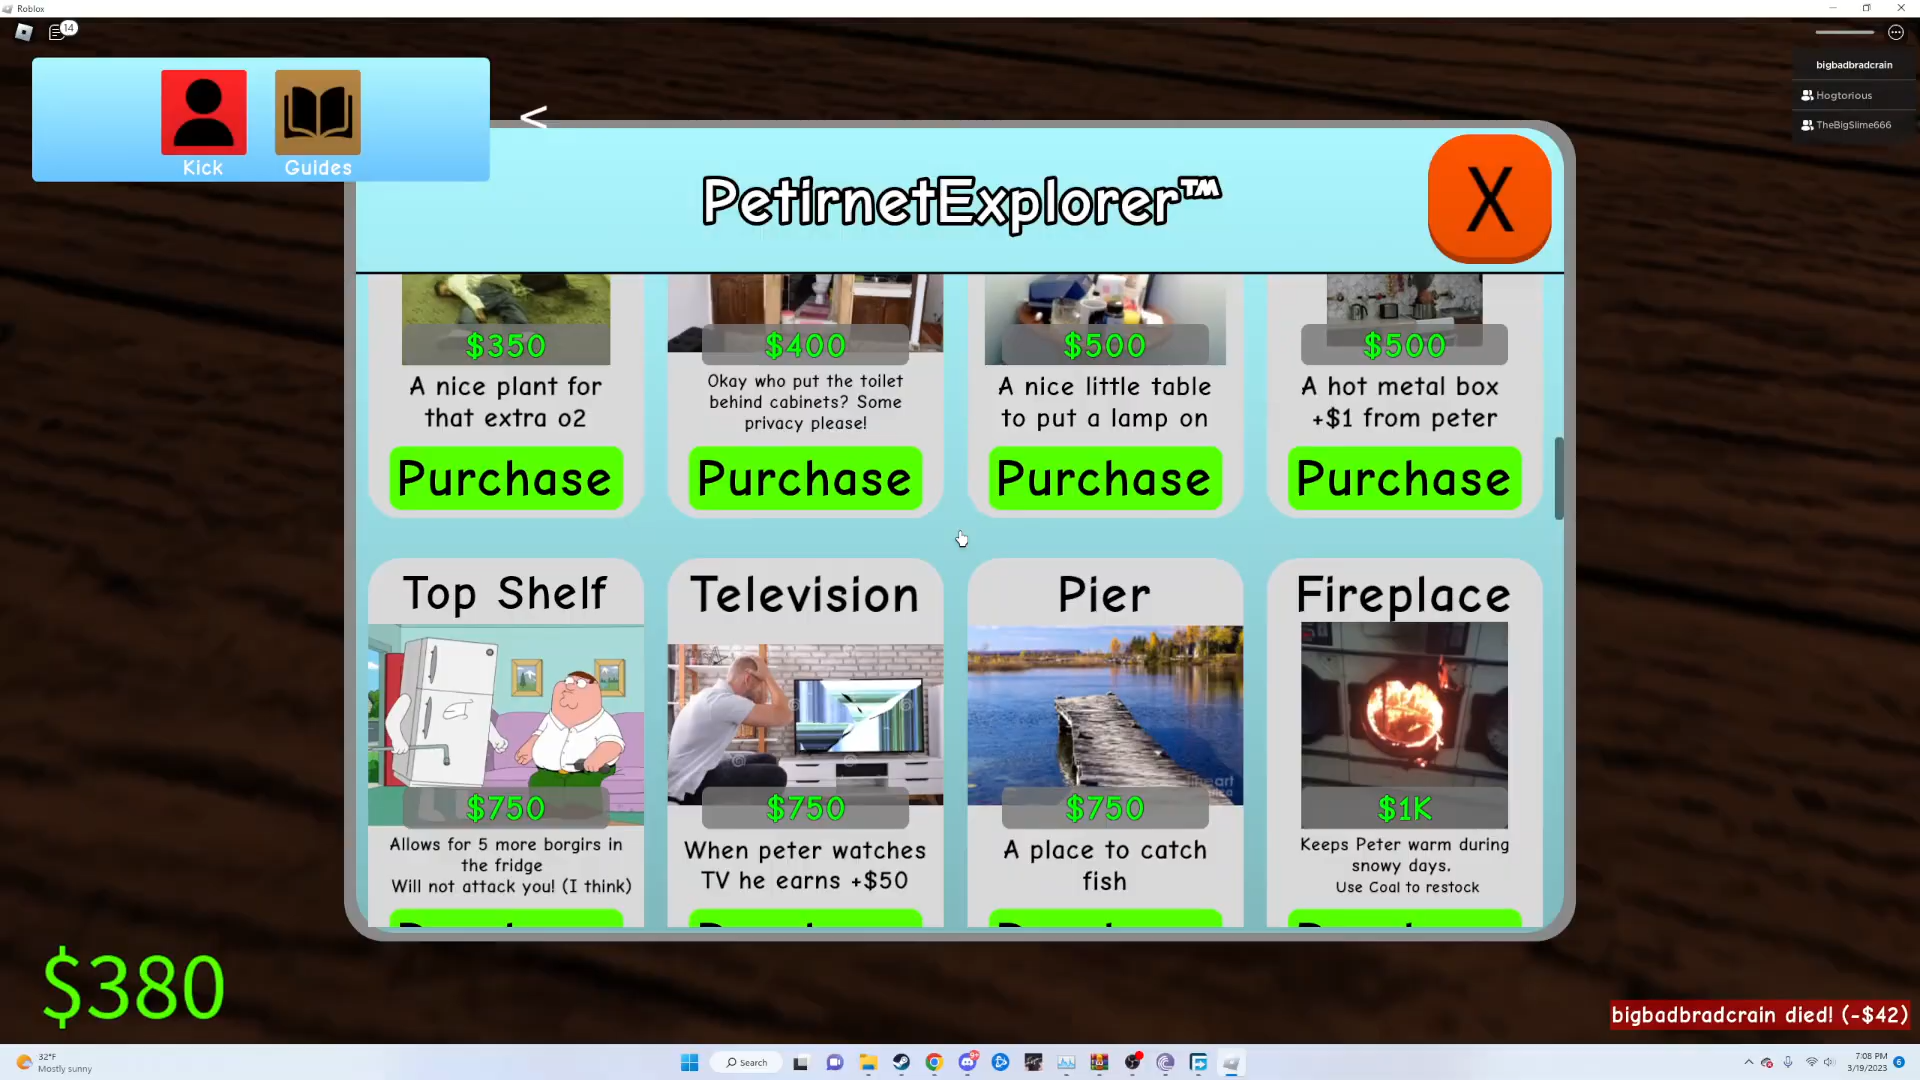 Roblox
14
bigbadbradcrain
Hogtorious
TheBigSlime666
Kick
Guides
<
PetirnetExplorer™
X
$350
$400
$500
$500
A nice plant for
that extra o2
Okay who put the toilet
behind cabinets? Some
privacy please!
A nice little table
to put a lamp on
A hot metal box
+$1 from peter
Purchase
Purchase
Purchase
Purchase
Top Shelf
Television
Pier
Fireplace
$750
$750
$750
$1K
Allows for 5 more borgirs in
the fridge
Will not attack you! (I think)
When peter watches
TV he earns +$50
A place to catch
fish
Keeps Peter warm during
snowy days.
Use Coal to restock
$380
bigbadbradcrain died! (-$42)
32°F
Mostly sunny
Search
7:08 PM
3/19/2023
6